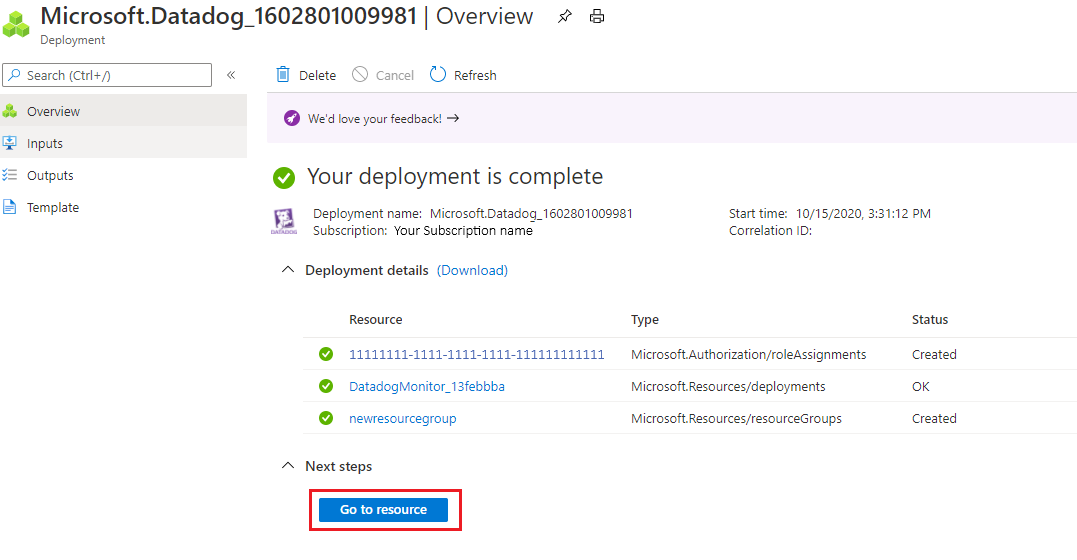 Microsoft.Datadog_1602801009981 | Overview
Deployment
Search (Ctrl+/)
«
Delete
Cancel
Refresh
Overview
Inputs
Outputs
Template
We'd love your feedback! →
Your deployment is complete
DATADOG
Deployment name: Microsoft.Datadog_1602801009981
Subscription: Your Subscription name
Start time: 10/15/2020, 3:31:12 PM
Correlation ID:
Deployment details (Download)
Resource Type Status
11111111-1111-1111-1111-111111111111 Microsoft.Authorization/roleAssignments Created
DatadogMonitor_13febbba Microsoft.Resources/deployments OK
newresourcegroup Microsoft.Resources/resourceGroups Created
Next steps
Go to resource